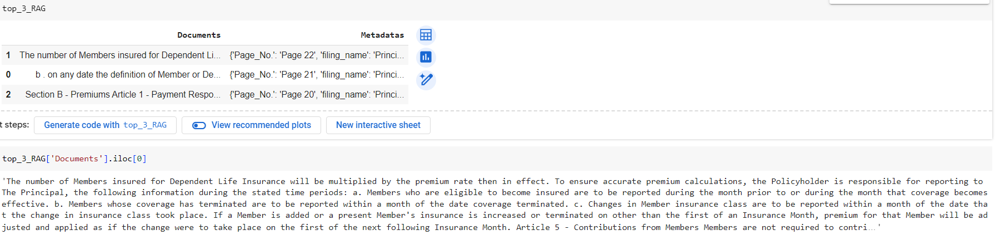 top_3_RAG
Documents Metadatas
1 The number of Members insured for Dependent Li... {'Page_No.': 'Page 22', 'filing_name': 'Princi...
0 b . on any date the definition of Member or De... {'Page_No.': 'Page 21', 'filing_name': 'Princi...
2 Section B - Premiums Article 1 - Payment Respo... {'Page_No.': 'Page 20', 'filing_name': 'Princi...
t steps: Generate code with top_3_RAG View recommended plots New interactive sheet
top_3_RAG['Documents'].iloc[0]
'The number of Members insured for Dependent Life Insurance will be multiplied by the premium rate then in effect. To ensure accurate premium calculations, the Policyholder is responsible for reporting to
The Principal, the following information during the stated time periods: a. Members who are eligible to become insured are to be reported during the month prior to or during the month that coverage becomes
effective. b. Members whose coverage has terminated are to be reported within a month of the date coverage terminated. c. Changes in Member insurance class are to be reported within a month of the date tha
t the change in insurance class took place. If a Member is added or a present Member's insurance is increased or terminated on other than the first of an Insurance Month, premium for that Member will be ad
justed and applied as if the change were to take place on the first of the next following Insurance Month. Article 5 - Contributions from Members Members are not required to contri…'